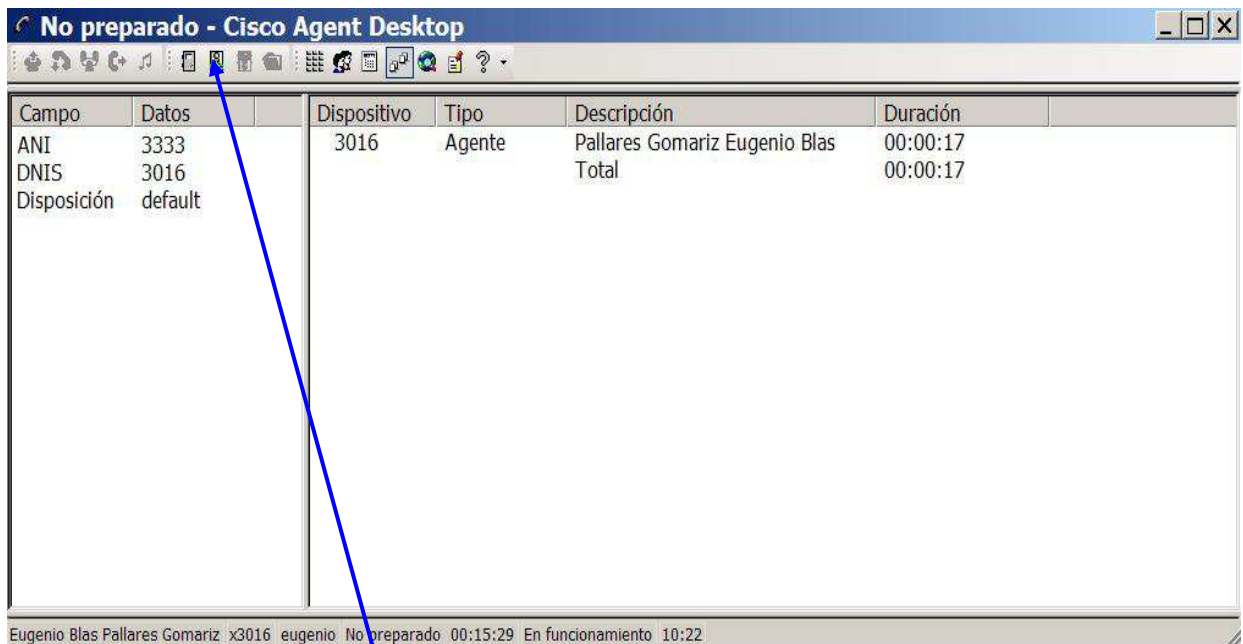 No preparado - Cisco Agent Desktop
Campo Datos
ANI 3333
DNIS 3016
Disposición default
Dispositivo Tipo Descripción Duración
3016 Agente Pallares Gomariz Eugenio Blas 00:00:17
Total 00:00:17
Eugenio Blas Pallares Gomariz x3016 eugenio No preparado 00:15:29 En funcionamiento 10:22